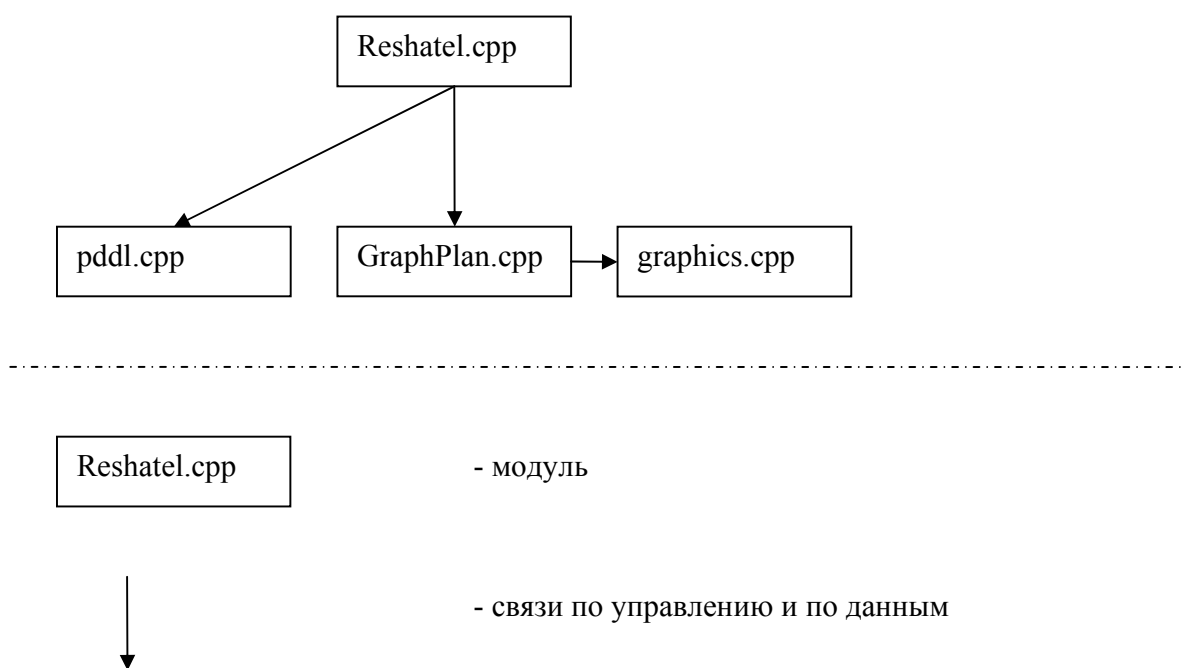 Reshatel.cpp
pddl.cpp
GraphPlan.cpp
graphics.cpp
Reshatel.cpp
- модуль
- связи по управлению и по данным